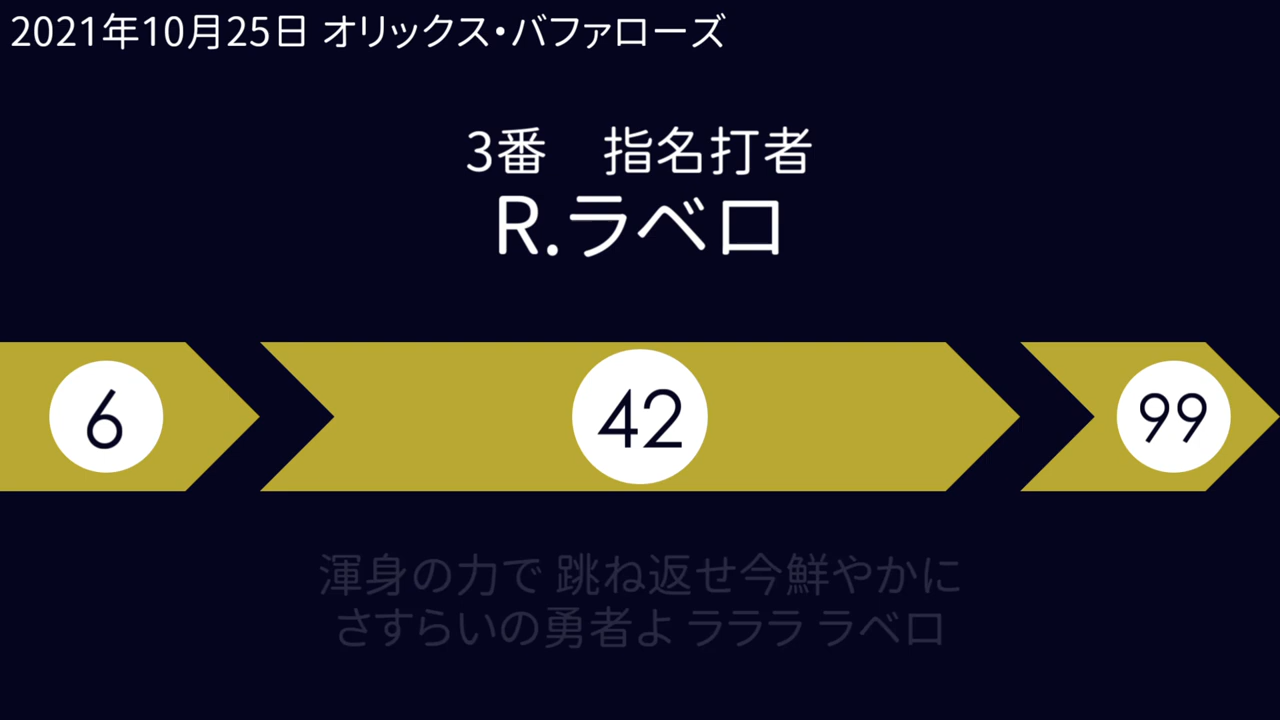 2021年10月25日 オリックス・バファローズ
3番　指名打者
R.ラベロ
6
42
99
渾身の力で 跳ね返せ今鮮やかに
さすらいの勇者よ ラララ ラベロ